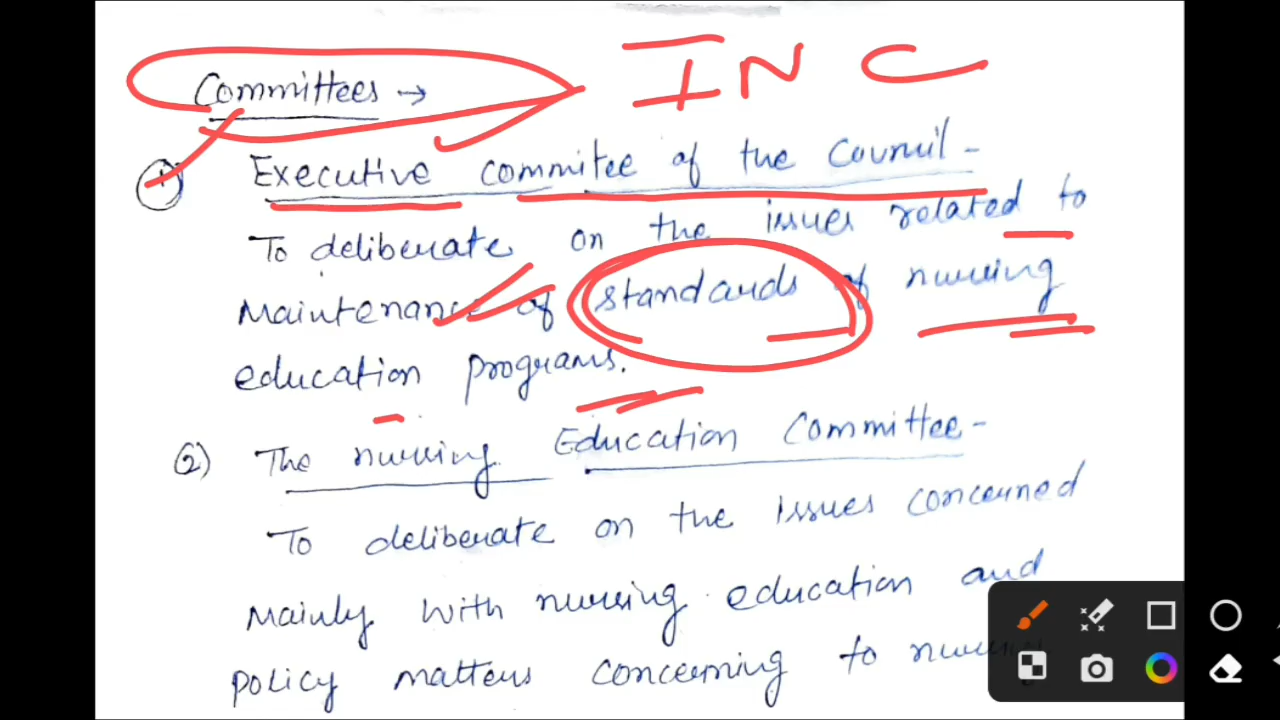 Committees → INC
① Executive commitee of the Council -
To deliberate on the issues related to
Maintenance of standards of nursing
education programs.
② The nursing Education Committee -
To deliberate on the issues concerned
Mainly with nursing education and
policy matters concerning to nursing